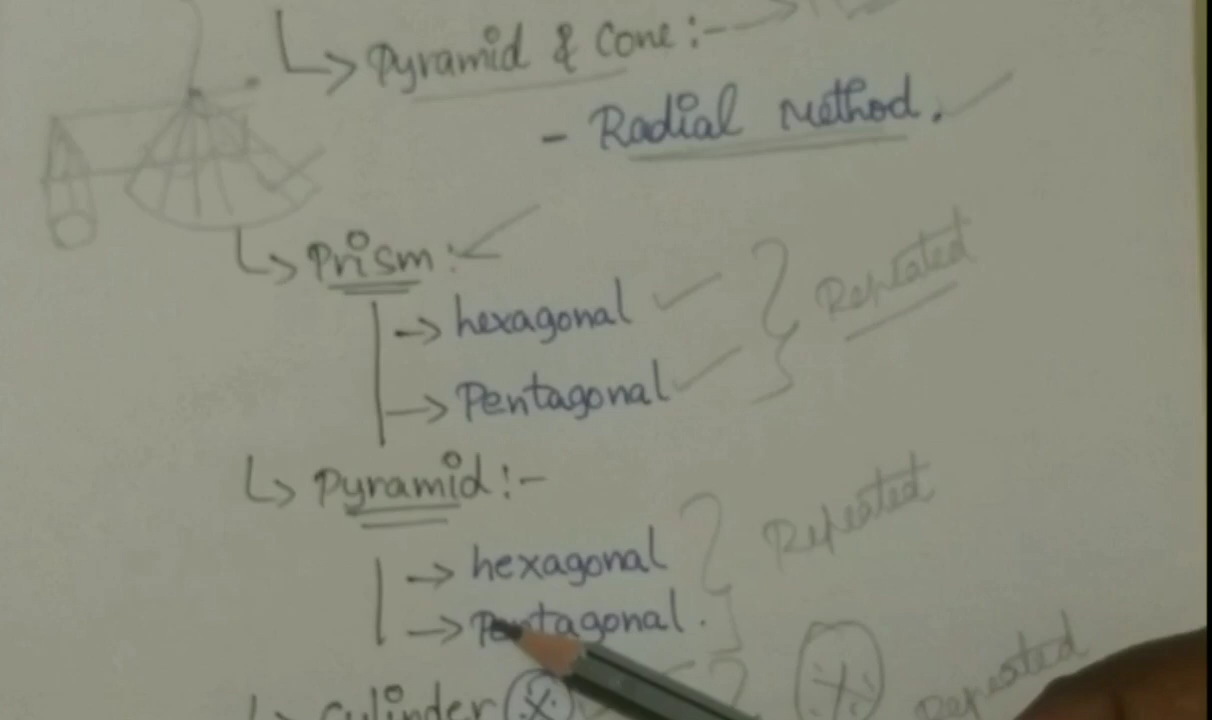 ↳ Pyramid & Cone :- →
- Radial Method.
↳ Prism :-
→ hexagonal
→ Pentagonal
Repeated
↳ Pyramid :-
→ hexagonal
→ Pentagonal.
Repeated
↳ Cylinder
Repeated